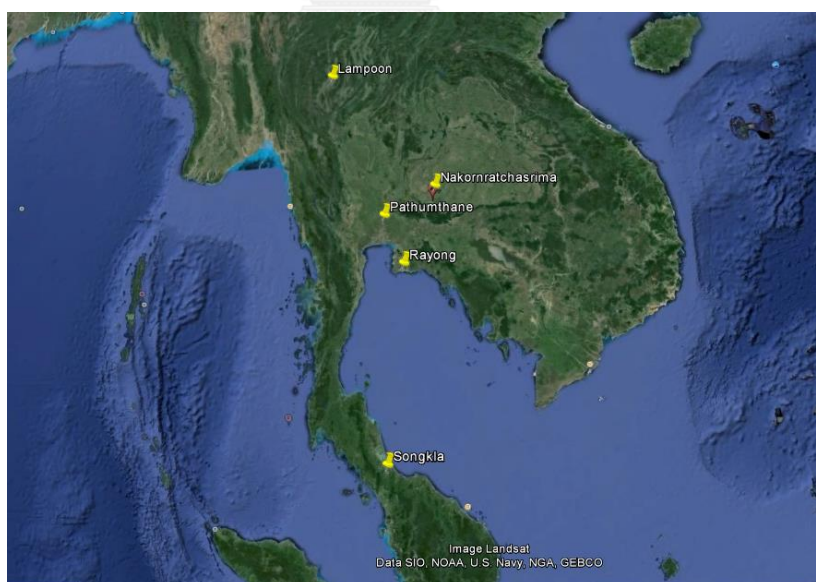 Lampoon
Nakornratchasrima
Pathumthane
Rayong
Songkla
Image Landsat
Data SIO, NOAA, U.S. Navy, NGA, GEBCO